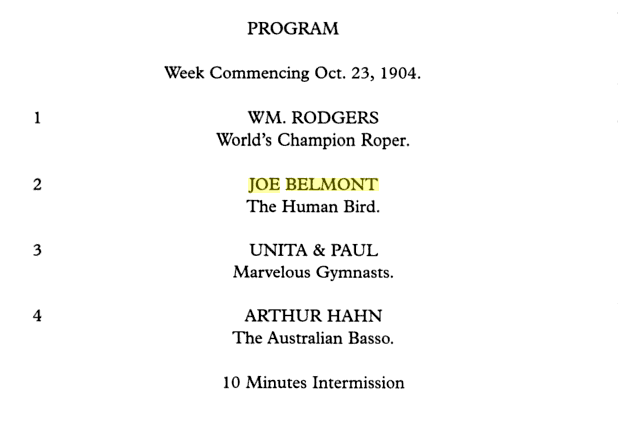 PROGRAM
Week Commencing Oct. 23, 1904.
1 WM. RODGERS
World's Champion Roper.
2 JOE BELMONT
The Human Bird.
3 UNITA & PAUL
Marvelous Gymnasts.
4 ARTHUR HAHN
The Australian Basso.
10 Minutes Intermission